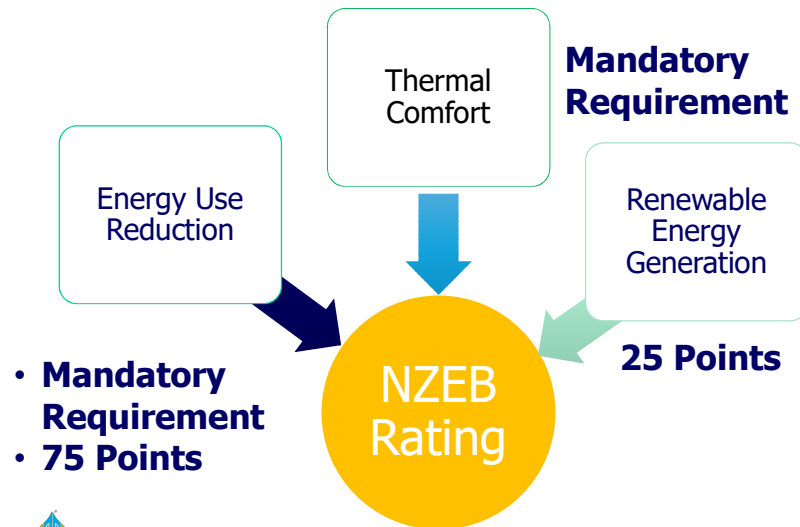 Thermal
Comfort
Mandatory
Requirement
Energy Use
Reduction
Renewable
Energy
Generation
NZEB
Rating
25 Points
• Mandatory
Requirement
• 75 Points